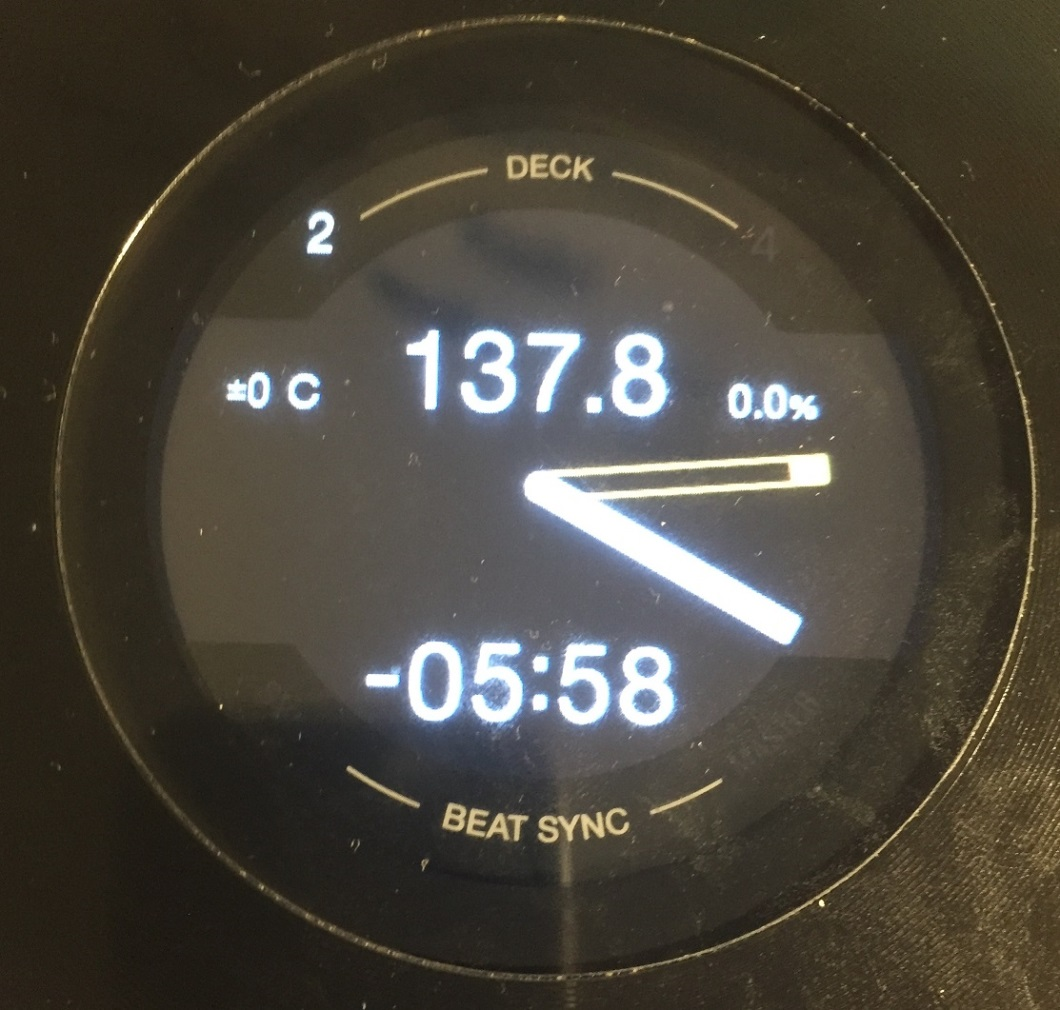 DECK
2 4
±0 C 137.8 0.0%
-05:58
BEAT SYNC